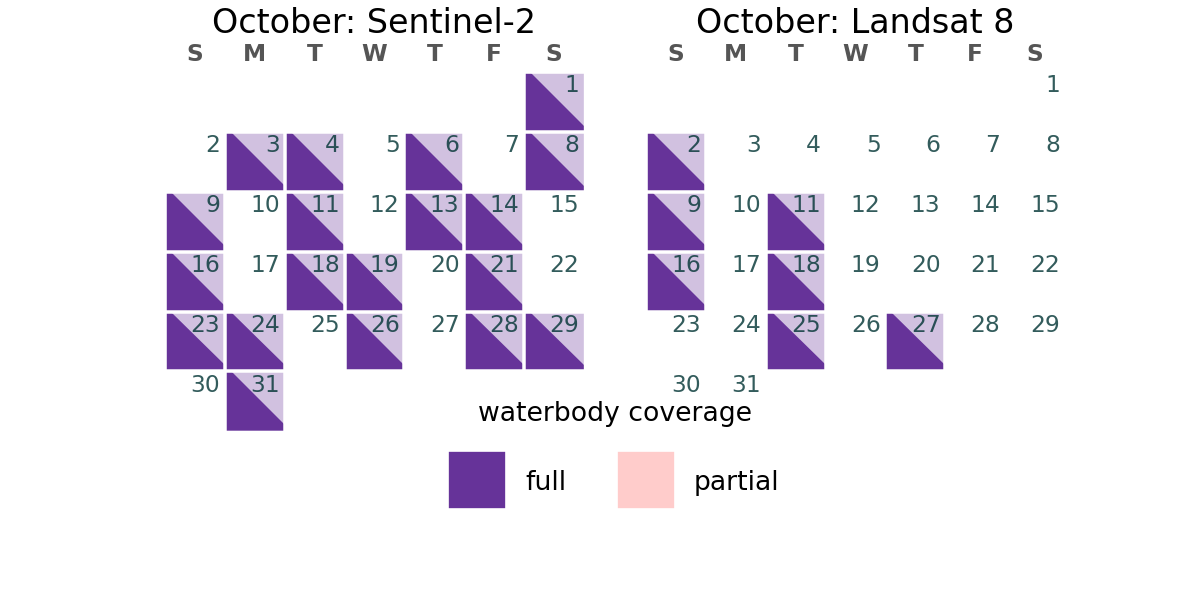 October: Sentinel-2
S M T W T F S
1
2 3 4 5 6 7 8
9 10 11 12 13 14 15
16 17 18 19 20 21 22
23 24 25 26 27 28 29
30 31
October: Landsat 8
S M T W T F S
1
2 3 4 5 6 7 8
9 10 11 12 13 14 15
16 17 18 19 20 21 22
23 24 25 26 27 28 29
30 31
waterbody coverage
full partial